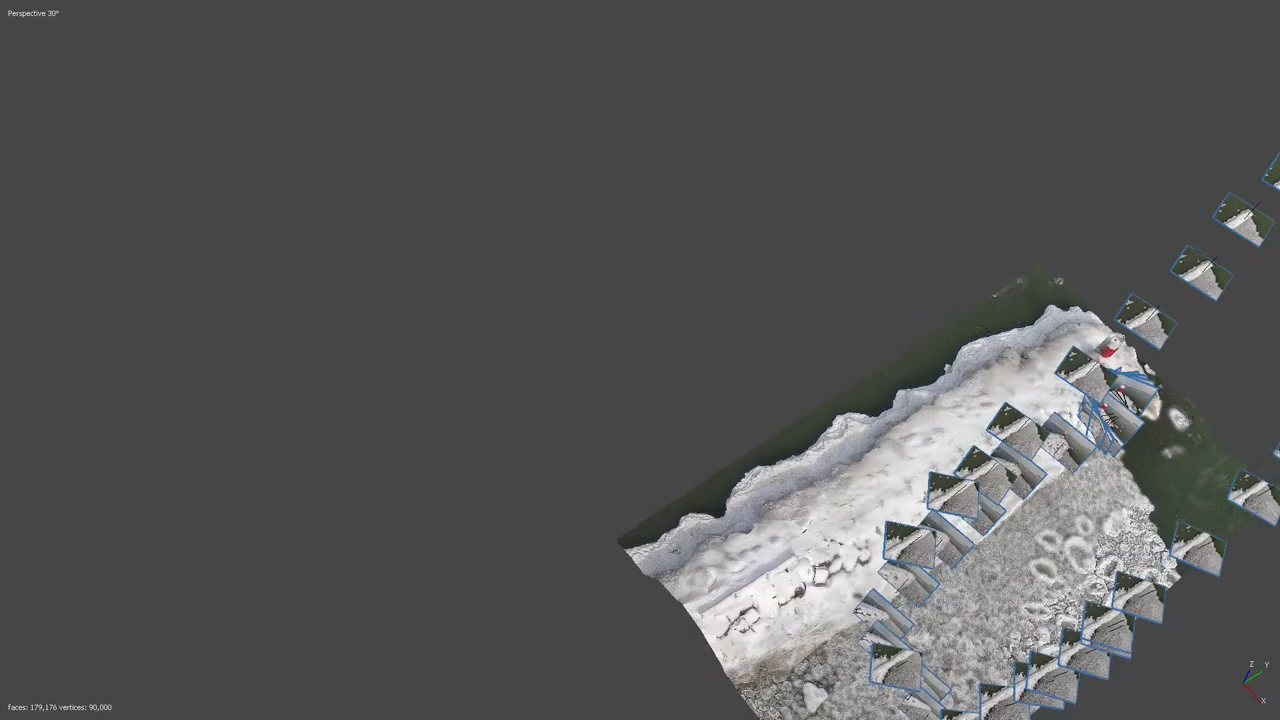 Perspective 30°
Z
Y
X
faces: 179,176 vertices: 90,000